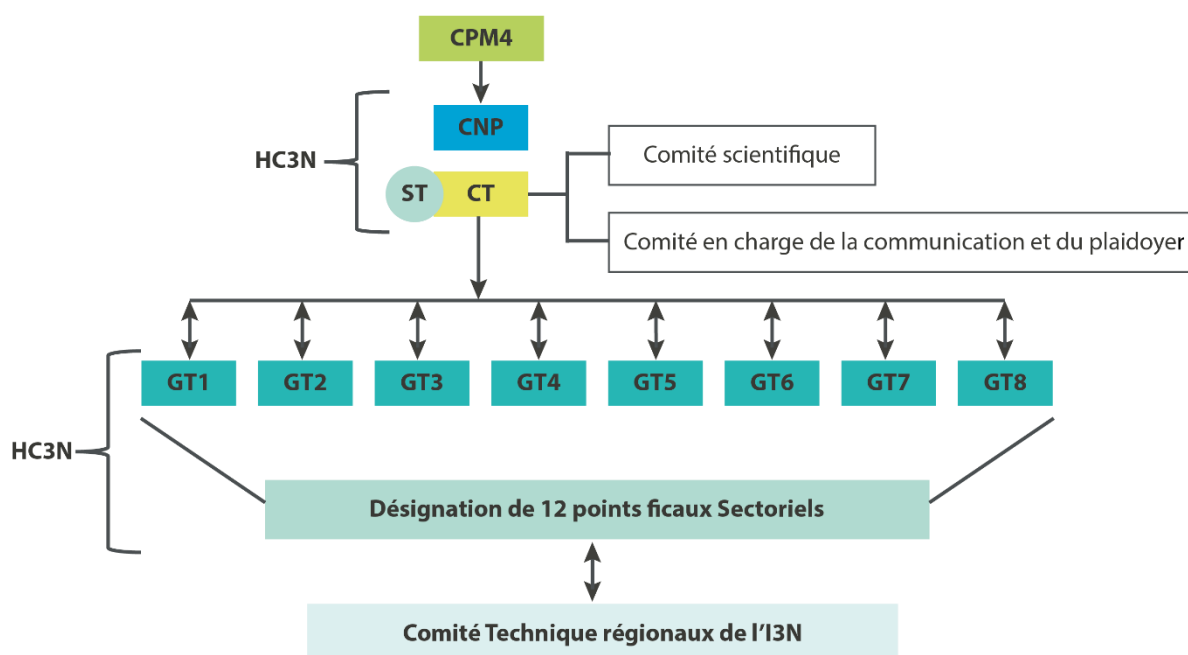 CPM4
CNP
HC3N
Comité scientifique
ST
CT
Comité en charge de la communication et du plaidoyer
GT1
GT2
GT3
GT4
GT5
GT6
GT7
GT8
HC3N
Désignation de 12 points ficaux Sectoriels
Comité Technique régionaux de l'I3N